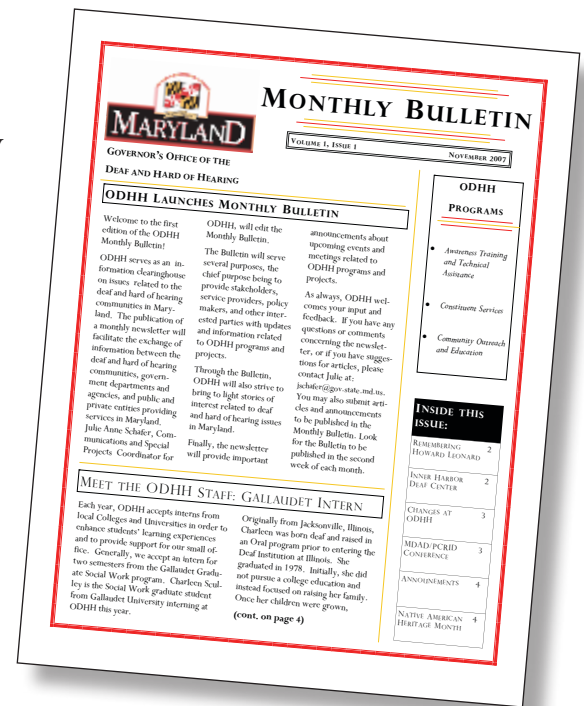 MARYLAND
GOVERNOR'S OFFICE OF THE
DEAF AND HARD OF HEARING
MONTHLY BULLETIN
VOLUME 1, ISSUE 1 NOVEMBER 2007
ODHH LAUNCHES MONTHLY BULLETIN
Welcome to the first
edition of the ODHH
Monthly Bulletin!
ODHH serves as an in-
formation clearinghouse
on issues related to the
deaf and hard of hearing
communities in Mary-
land. The publication of
a monthly newsletter will
facilitate the exchange of
information between the
deaf and hard of hearing
communities, govern-
ment departments and
agencies, and public and
private entities providing
services in Maryland.
Julie Anne Schafer, Com-
munications and Special
Projects Coordinator for
ODHH, will edit the
Monthly Bulletin.
The Bulletin will serve
several purposes, the
chief purpose being to
provide stakeholders,
service providers, policy
makers, and other inter-
ested parties with updates
and information related
to ODHH programs and
projects.
Through the Bulletin,
ODHH will also strive to
bring to light stories of
interest related to deaf
and hard of hearing issues
in Maryland.
Finally, the newsletter
will provide important
announcements about
upcoming events and
meetings related to
ODHH programs and
projects.
As always, ODHH wel-
comes your input and
feedback. If you have any
questions or comments
concerning the newslet-
ter, or if you have sugges-
tions for articles, please
contact Julie at:
jschafer@gov.state.md.us.
You may also submit arti-
cles and announcements
to be published in the
Monthly Bulletin. Look
for the Bulletin to be
published in the second
week of each month.
MEET THE ODHH STAFF: GALLAUDET INTERN
Each year, ODHH accepts interns from
local Colleges and Universities in order to
enhance students' learning experiences
and to provide support for our small of-
fice. Generally, we accept an intern for
two semesters from the Gallaudet Gradu-
ate Social Work program. Charleen Scul-
ley is the Social Work graduate student
from Gallaudet University interning at
ODHH this year.
Originally from Jacksonville, Illinois,
Charleen was born deaf and raised in
an Oral program prior to entering the
Deaf Institution at Illinois. She
graduated in 1978. Initially, she did
not pursue a college education and
instead focused on raising her family.
Once her children were grown,
(cont. on page 4)
ODHH
PROGRAMS
• Awareness Training
and Technical
Assistance
• Constituent Services
• Community Outreach
and Education
INSIDE THIS
ISSUE:
REMEMBERING 2
HOWARD LEONARD
INNER HARBOR 2
DEAF CENTER
CHANGES AT 3
ODHH
MDAD/PCRID 3
CONFERENCE
ANNOUNEMENTS 4
NATIVE AMERICAN 4
HERITAGE MONTH